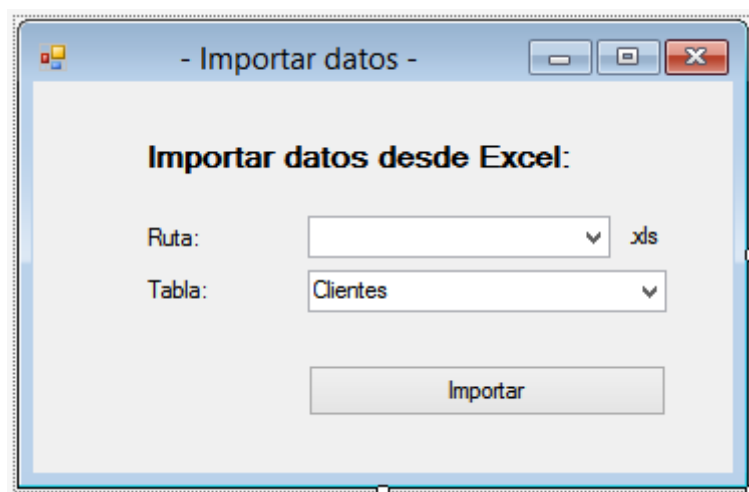 - Importar datos -
Importar datos desde Excel:
Ruta: .xls
Tabla: Clientes
Importar